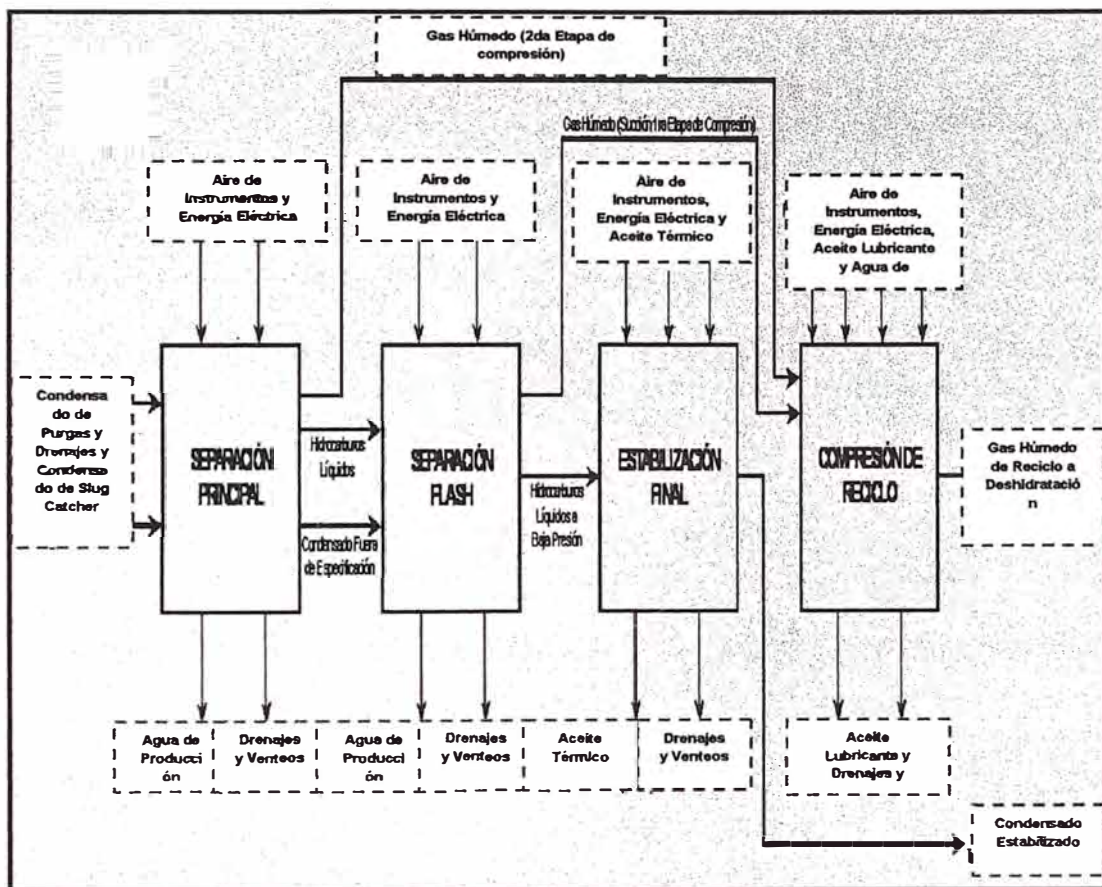 Gas Húmedo (2da Etapa de
compresión)
Gas Húmedo (Succión 1ra Etapa de Compresión)
Aire de
Instrumentos y
Energía Eléctrica
Aire de
Instrumentos y
Energía Eléctrica
Aire de
Instrumentos,
Energía Eléctrica y
Aceite Térmico
Aire de
Instrumentos,
Energía Eléctrica,
Aceite Lubricante
y Agua de
Condensa
do de
Purgas y
Drenajes y
Condensa
do de Slug
Catcher
SEPARACIÓN
PRINCIPAL
Hidrocarburos
Líquidos
Condensado Fuera
de Especificación
SEPARACIÓN
FLASH
Hidrocarburos
Líquidos a
Baja Presión
ESTABILIZACIÓN
FINAL
COMPRESIÓN DE
RECICLO
Gas Húmedo
de Reciclo a
Deshidratació
n
Agua de
Producci
ón
Drenajes
y Venteos
Agua de
Producci
ón
Drenajes
y Venteos
Aceite
Térmico
Drenajes
y Venteos
Aceite
Lubricante y
Drenajes y
Condensado
Estabilizado